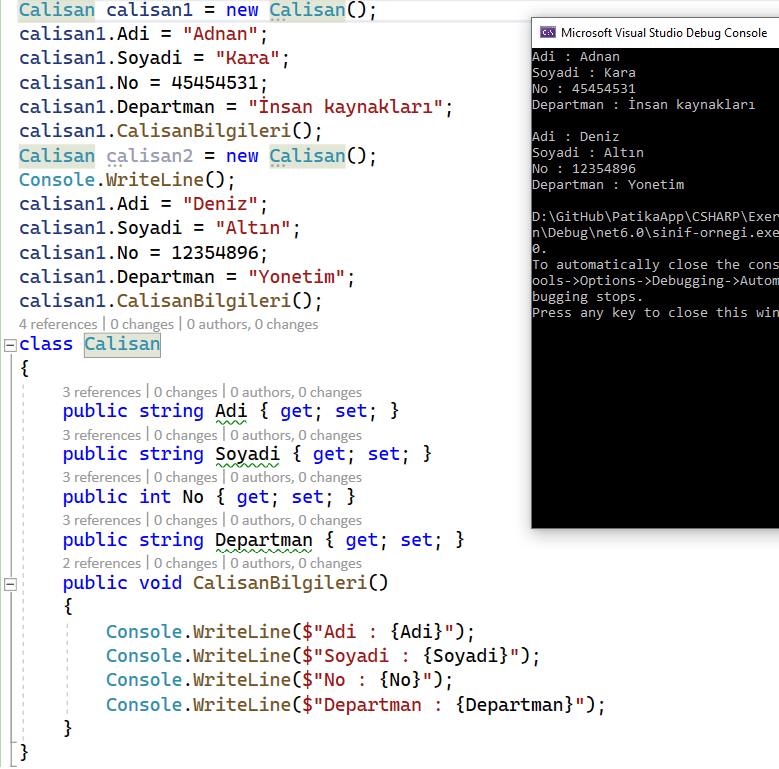 Calisan calisan1 = new Calisan();
calisan1.Adi = "Adnan";
calisan1.Soyadi = "Kara";
calisan1.No = 45454531;
calisan1.Departman = "İnsan kaynakları";
calisan1.CalisanBilgileri();
Calisan calisan2 = new Calisan();
Console.WriteLine();
calisan1.Adi = "Deniz";
calisan1.Soyadi = "Altın";
calisan1.No = 12354896;
calisan1.Departman = "Yonetim";
calisan1.CalisanBilgileri();
4 references | 0 changes | 0 authors, 0 changes
class Calisan
{
3 references | 0 changes | 0 authors, 0 changes
public string Adi { get; set; }
3 references | 0 changes | 0 authors, 0 changes
public string Soyadi { get; set; }
3 references | 0 changes | 0 authors, 0 changes
public int No { get; set; }
3 references | 0 changes | 0 authors, 0 changes
public string Departman { get; set; }
2 references | 0 changes | 0 authors, 0 changes
public void CalisanBilgileri()
{
Console.WriteLine($"Adi : {Adi}");
Console.WriteLine($"Soyadi : {Soyadi}");
Console.WriteLine($"No : {No}");
Console.WriteLine($"Departman : {Departman}");
}
}
Microsoft Visual Studio Debug Console
Adi : Adnan
Soyadi : Kara
No : 45454531
Departman : İnsan kaynakları
Adi : Deniz
Soyadi : Altın
No : 12354896
Departman : Yonetim
D:\GitHub\PatikaApp\CSHARP\Exer
n\Debug\net6.0\sinif-ornegi.exe
0.
To automatically close the cons
ools->Options->Debugging->Autom
bugging stops.
Press any key to close this win